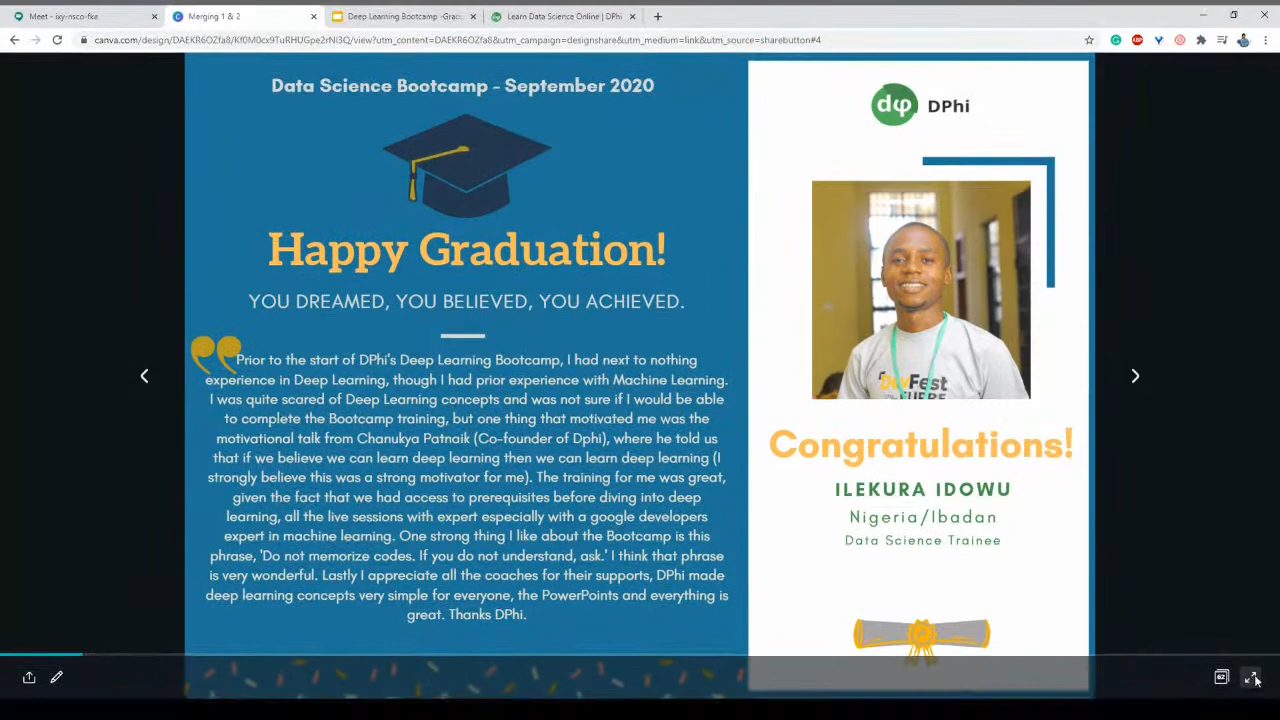 Meet - ixy-nsco-fke
Merging 1 & 2
Deep Learning Bootcamp -Grac
Learn Data Science Online | DPhi
canva.com/design/DAEKR6OZfa8/Kf0M0cx9TuRHUGpe2rNI3Q/view?utm_content=DAEKR6OZfa8&utm_campaign=designshare&utm_medium=link&utm_source=sharebutton#4
Data Science Bootcamp - September 2020
dφ DPhi
Happy Graduation!
YOU DREAMED, YOU BELIEVED, YOU ACHIEVED.
Prior to the start of DPhi's Deep Learning Bootcamp, I had next to nothing
experience in Deep Learning, though I had prior experience with Machine Learning.
I was quite scared of Deep Learning concepts and was not sure if I would be able
to complete the Bootcamp training, but one thing that motivated me was the
motivational talk from Chanukya Patnaik (Co-founder of Dphi), where he told us
that if we believe we can learn deep learning then we can learn deep learning (I
strongly believe this was a strong motivator for me). The training for me was great,
given the fact that we had access to prerequisites before diving into deep
learning, all the live sessions with expert especially with a google developers
expert in machine learning. One strong thing I like about the Bootcamp is this
phrase, 'Do not memorize codes. If you do not understand, ask.' I think that phrase
is very wonderful. Lastly I appreciate all the coaches for their supports, DPhi made
deep learning concepts very simple for everyone, the PowerPoints and everything is
great. Thanks DPhi.
DevFest
Congratulations!
ILEKURA IDOWU
Nigeria/Ibadan
Data Science Trainee
62